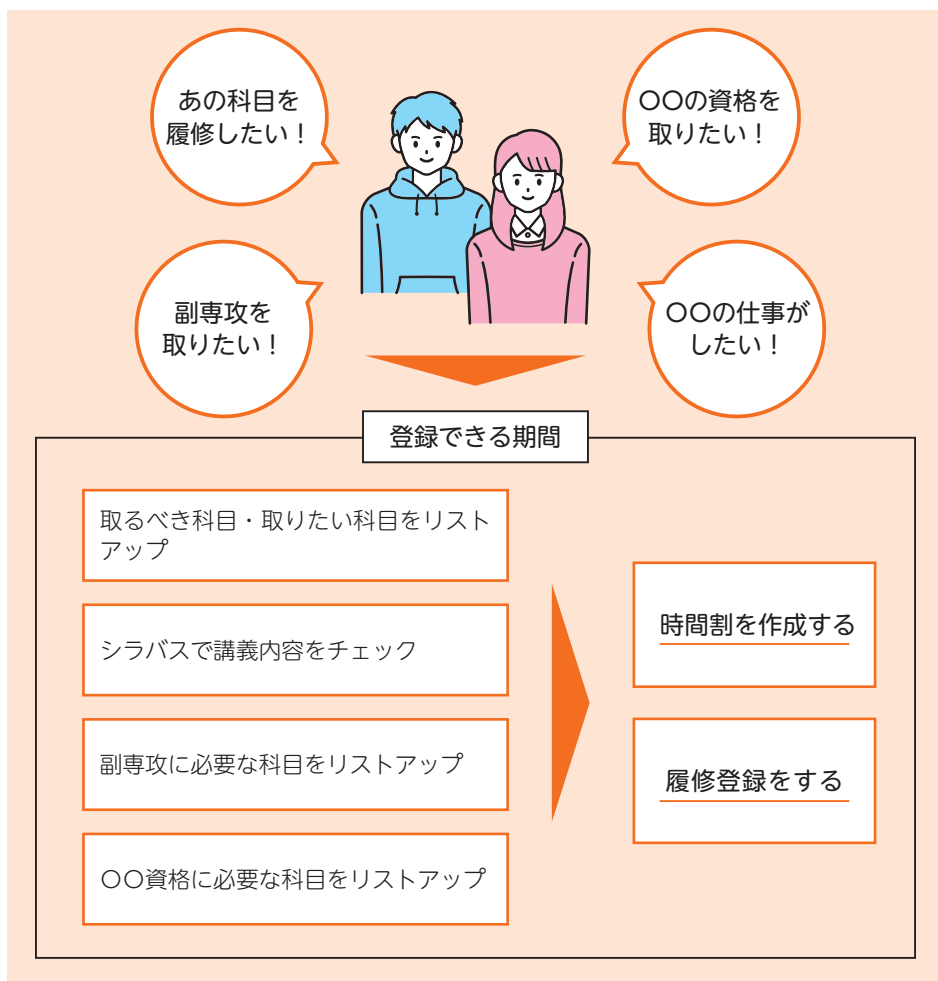 あの科目を
履修したい！
〇〇の資格を
取りたい！
副専攻を
取りたい！
〇〇の仕事が
したい！
登録できる期間
取るべき科目・取りたい科目をリスト
アップ
シラバスで講義内容をチェック
副専攻に必要な科目をリストアップ
〇〇資格に必要な科目をリストアップ
時間割を作成する
履修登録をする